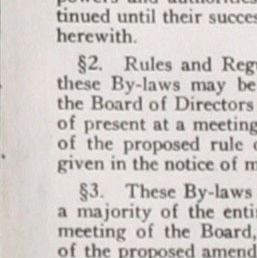 tinued until their succes
herewith.
§2. Rules and Reg
these By-laws may be
the Board of Directors
of present at a meeting
of the proposed rule
given in the notice of m
§3. These By-laws
a majority of the enti
meeting of the Board,
of the proposed amend